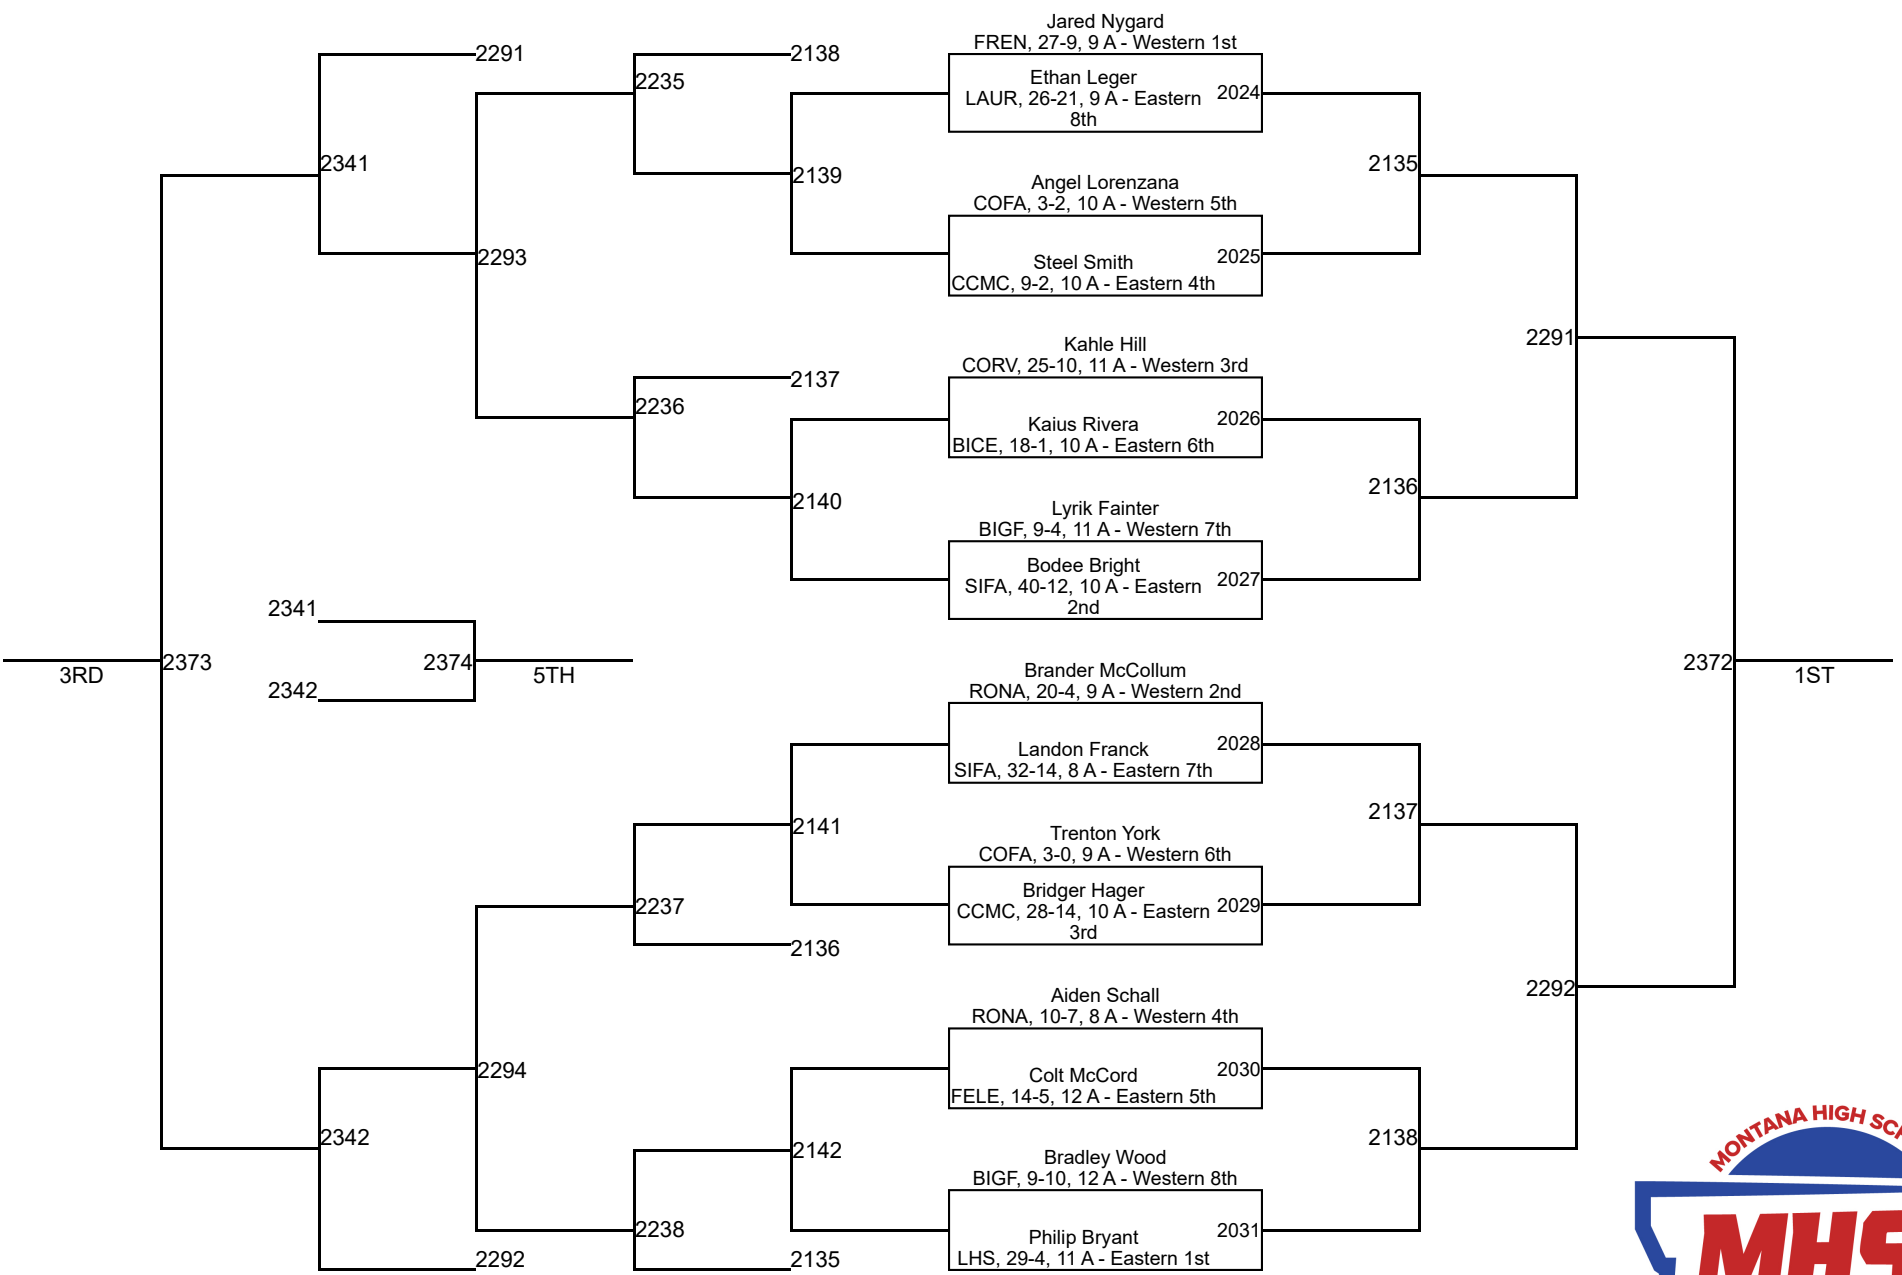 Jared Nygard
FREN, 27-9, 9 A - Western 1st
2291
2138
2235
Ethan Leger
LAUR, 26-21, 9 A - Eastern
8th
2024
2341
2139
2135
Angel Lorenzana
COFA, 3-2, 10 A - Western 5th
2293
Steel Smith
CCMC, 9-2, 10 A - Eastern 4th
2025
Kahle Hill
CORV, 25-10, 11 A - Western 3rd
2291
2137
2236
Kaius Rivera
BICE, 18-1, 10 A - Eastern 6th
2026
2140
2136
Lyrik Fainter
BIGF, 9-4, 11 A - Western 7th
Bodee Bright
SIFA, 40-12, 10 A - Eastern
2nd
2027
2341
3RD
2373
2374
5TH
2342
2372
1ST
Brander McCollum
RONA, 20-4, 9 A - Western 2nd
Landon Franck
SIFA, 32-14, 8 A - Eastern 7th
2028
2141
2137
Trenton York
COFA, 3-0, 9 A - Western 6th
Bridger Hager
CCMC, 28-14, 10 A - Eastern
3rd
2029
2237
2136
Aiden Schall
RONA, 10-7, 8 A - Western 4th
2292
2294
Colt McCord
FELE, 14-5, 12 A - Eastern 5th
2030
2342
2142
2138
Bradley Wood
BIGF, 9-10, 12 A - Western 8th
2238
Philip Bryant
LHS, 29-4, 11 A - Eastern 1st
2031
2292
2135
MONTANA HIGH SCH
MHS